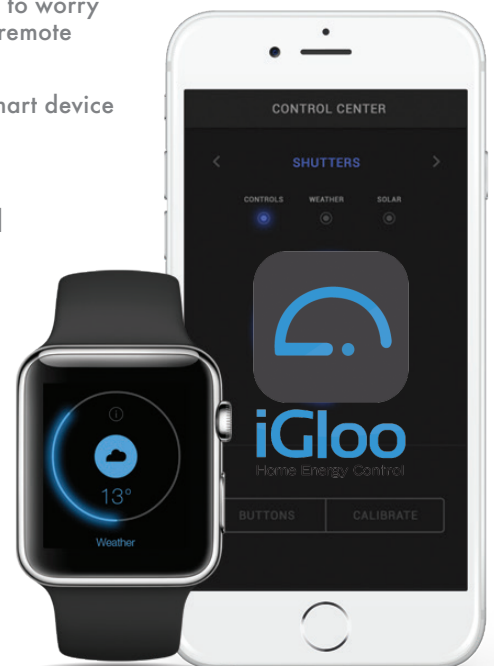 to worry
remote
mart device
CONTROL CENTER
SHUTTERS
CONTROLS WEATHER SOLAR
iGloo
Home Energy Control
BUTTONS CALIBRATE
13°
Weather